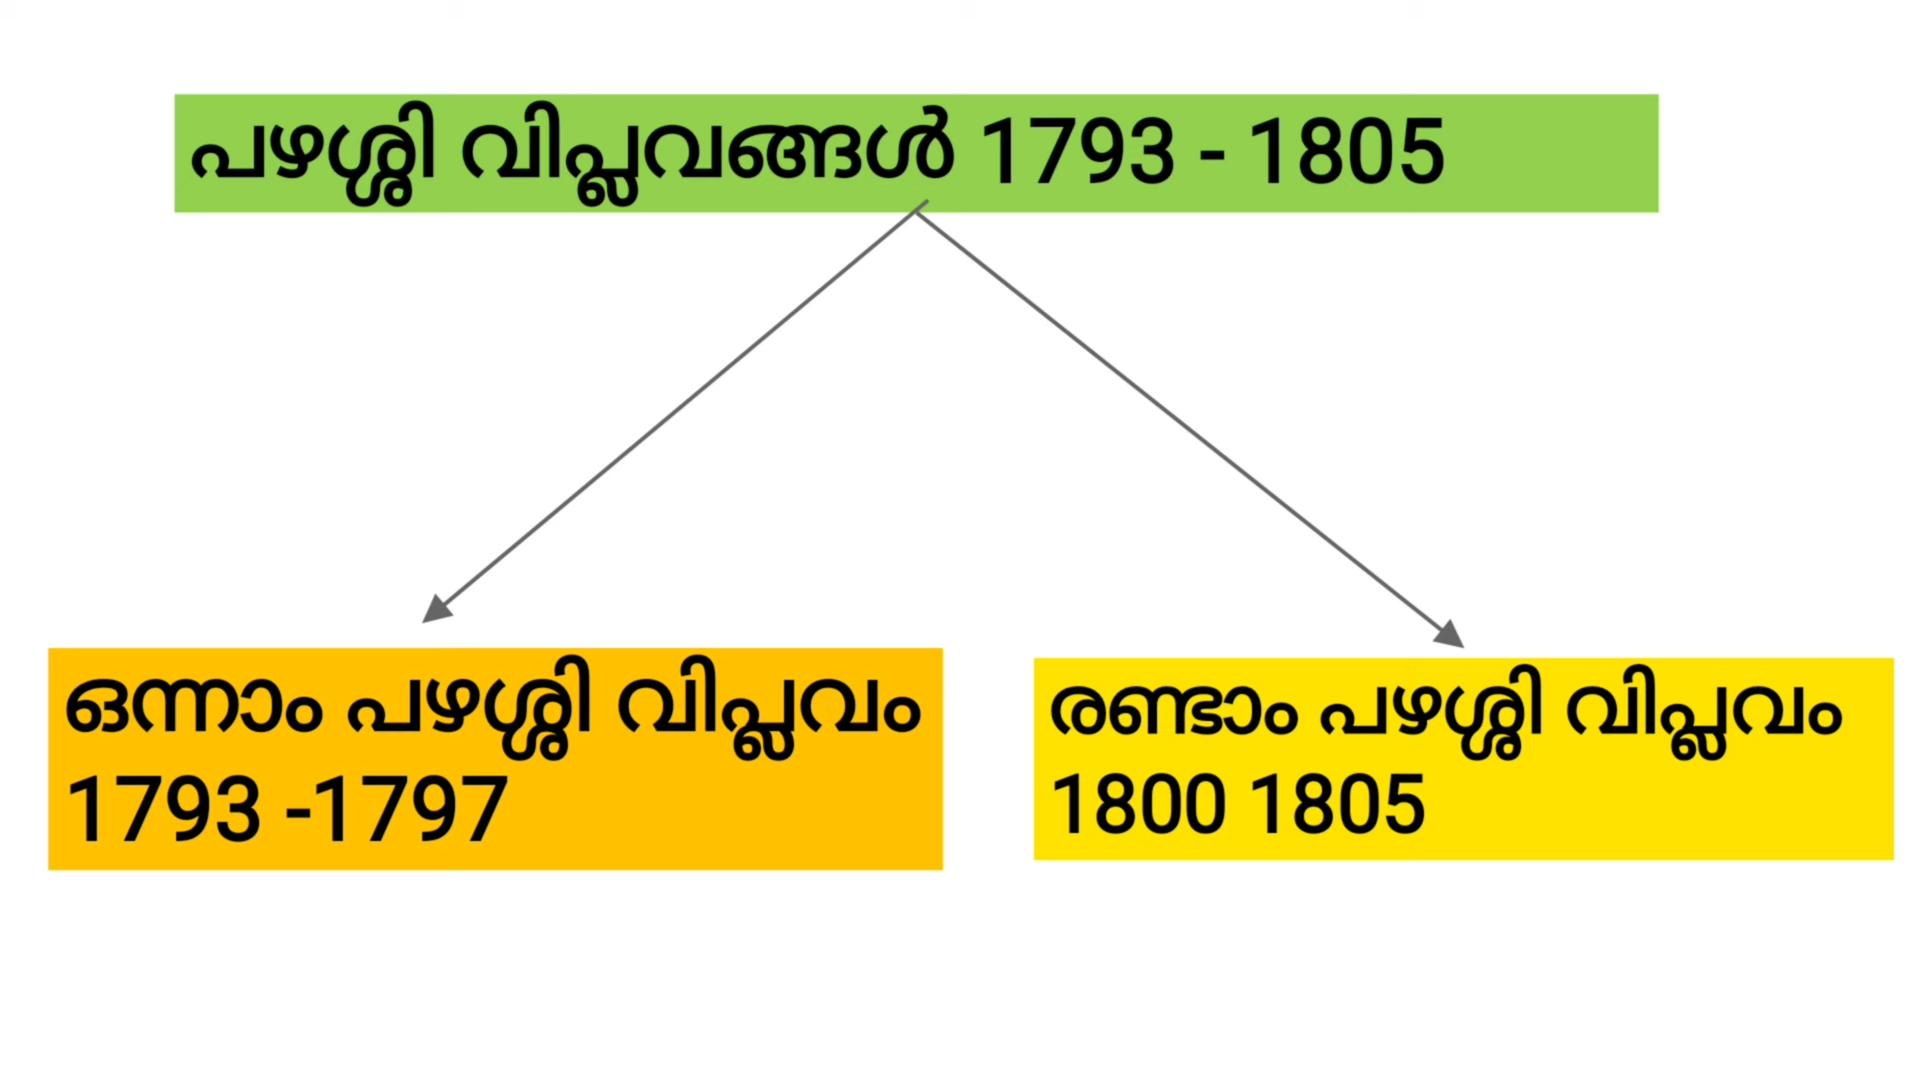 പഴശ്ശി വിപ്ലവങ്ങൾ 1793 - 1805
ഒന്നാം പഴശ്ശി വിപ്ലവം
1793 -1797
രണ്ടാം പഴശ്ശി വിപ്ലവം
1800 1805